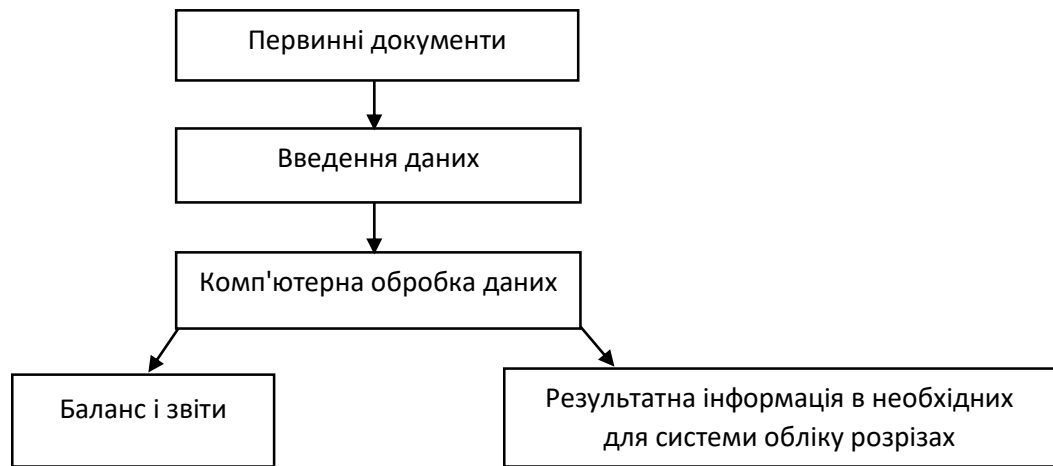 Первинні документи
Введення даних
Комп'ютерна обробка даних
Баланс і звіти
Результатна інформація в необхідних
для системи обліку розрізах